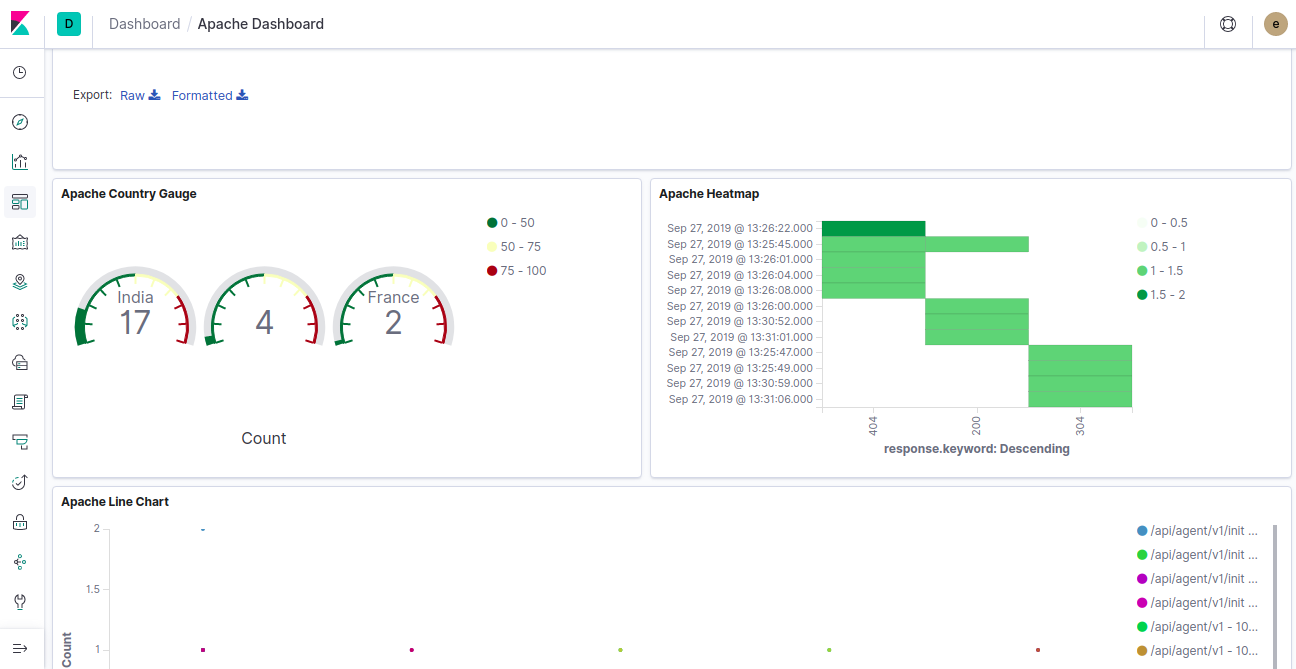 D Dashboard / Apache Dashboard e
Export: Raw Formatted
Apache Country Gauge
India
17
4
France
2
0 - 50
50 - 75
75 - 100
Count
Apache Heatmap
Sep 27, 2019 @ 13:26:22.000
Sep 27, 2019 @ 13:25:45.000
Sep 27, 2019 @ 13:26:01.000
Sep 27, 2019 @ 13:26:04.000
Sep 27, 2019 @ 13:26:08.000
Sep 27, 2019 @ 13:26:00.000
Sep 27, 2019 @ 13:30:52.000
Sep 27, 2019 @ 13:31:01.000
Sep 27, 2019 @ 13:25:47.000
Sep 27, 2019 @ 13:25:49.000
Sep 27, 2019 @ 13:30:59.000
Sep 27, 2019 @ 13:31:06.000
404 200 304
response.keyword: Descending
0 - 0.5
0.5 - 1
1 - 1.5
1.5 - 2
Apache Line Chart
2
1.5
1
Count
/api/agent/v1/init ...
/api/agent/v1/init ...
/api/agent/v1/init ...
/api/agent/v1/init ...
/api/agent/v1 - 10...
/api/agent/v1 - 10...